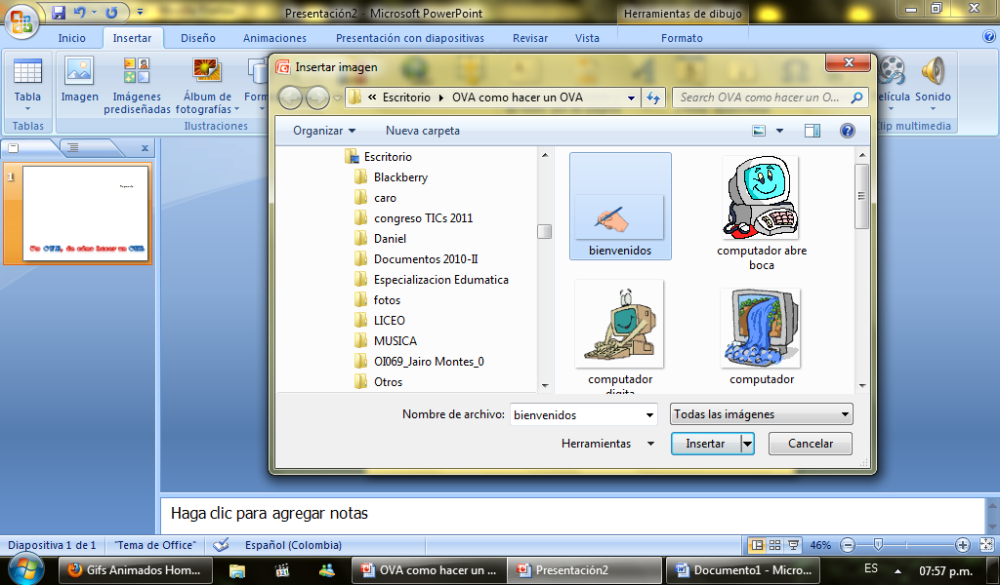 Presentación2 - Microsoft PowerPoint
Herramientas de dibujo
Inicio
Insertar
Diseño
Animaciones
Presentación con diapositivas
Revisar
Vista
Formato
Tabla
Imagen
Imágenes prediseñadas
Álbum de fotografías
Form
elícula
Sonido
Tablas
Ilustraciones
lip multimedia
Insertar imagen
« Escritorio
OVA como hacer un OVA
Search OVA como hacer un O...
Organizar
Nueva carpeta
Escritorio
Blackberry
caro
congreso TICs 2011
Daniel
Documentos 2010-II
Especializacion Edumatica
fotos
LICEO
MUSICA
OI069_Jairo Montes_0
Otros
bienvenidos
computador abre
boca
computador
digita
computador
Nombre de archivo:
bienvenidos
Todas las imágenes
Herramientas
Insertar
Cancelar
1
Haga clic para agregar notas
Diapositiva 1 de 1
"Tema de Office"
Español (Colombia)
46%
Gifs Animados Hom...
OVA como hacer un ...
Presentación2
Documento1 - Micro...
ES
07:57 p.m.